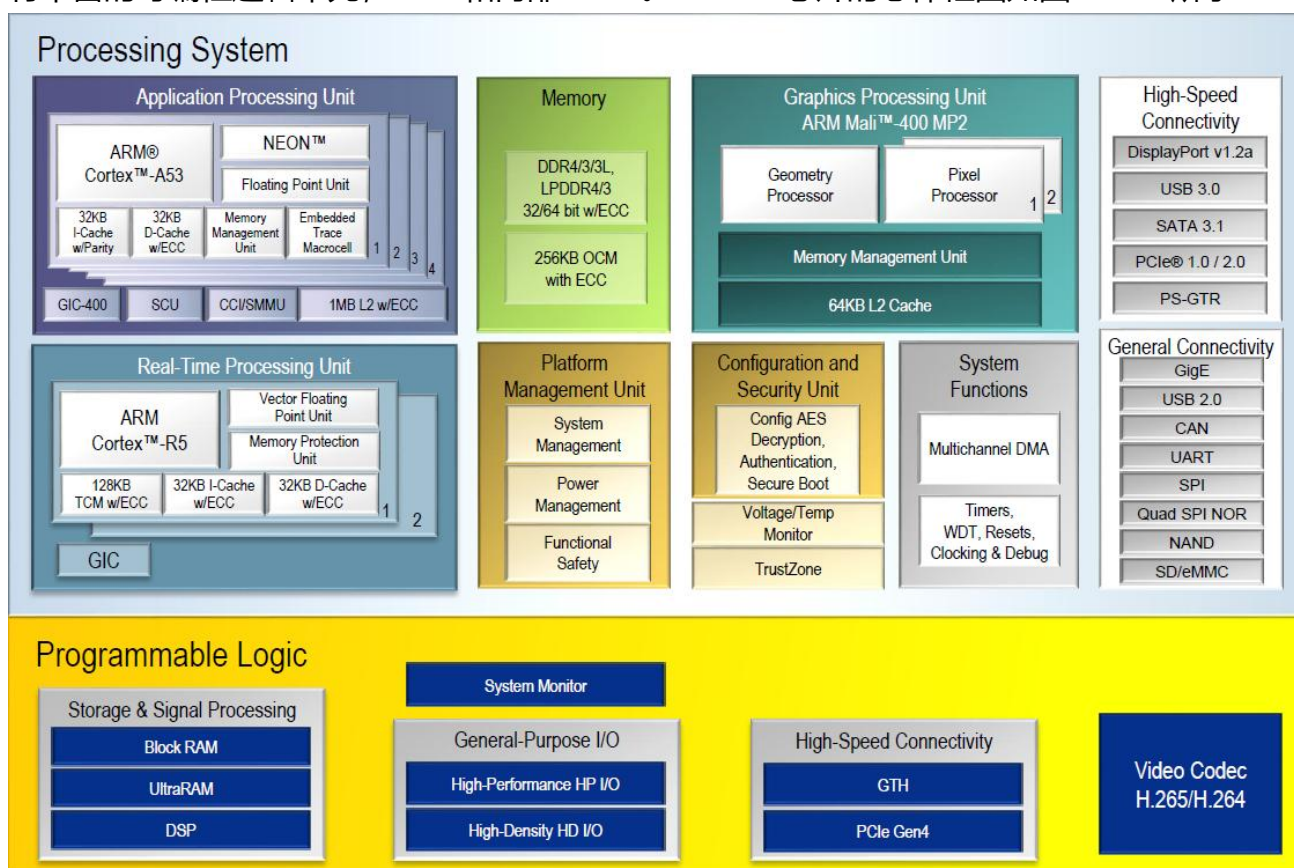 Processing System
Application Processing Unit
ARM®
Cortex™-A53
NEON™
Floating Point Unit
32KB
I-Cache
w/Parity
32KB
D-Cache
w/ECC
Memory
Management
Unit
Embedded
Trace
Macrocell
1
2
3
4
GIC-400
SCU
CCI/SMMU
1MB L2 w/ECC
Memory
DDR4/3/3L,
LPDDR4/3
32/64 bit w/ECC
256KB OCM
with ECC
Graphics Processing Unit
ARM Mali™-400 MP2
Geometry
Processor
Pixel
Processor
1
2
Memory Management Unit
64KB L2 Cache
High-Speed
Connectivity
DisplayPort v1.2a
USB 3.0
SATA 3.1
PCIe® 1.0 / 2.0
PS-GTR
Real-Time Processing Unit
ARM
Cortex™-R5
Vector Floating
Point Unit
Memory Protection
Unit
128KB
TCM w/ECC
32KB I-Cache
w/ECC
32KB D-Cache
w/ECC
1
2
GIC
Platform
Management Unit
System
Management
Power
Management
Functional
Safety
Configuration and
Security Unit
Config AES
Decryption,
Authentication,
Secure Boot
Voltage/Temp
Monitor
TrustZone
System
Functions
Multichannel DMA
Timers,
WDT, Resets,
Clocking & Debug
General Connectivity
GigE
USB 2.0
CAN
UART
SPI
Quad SPI NOR
NAND
SD/eMMC
Programmable Logic
Storage & Signal Processing
Block RAM
UltraRAM
DSP
System Monitor
General-Purpose I/O
High-Performance HP I/O
High-Density HD I/O
High-Speed Connectivity
GTH
PCIe Gen4
Video Codec
H.265/H.264